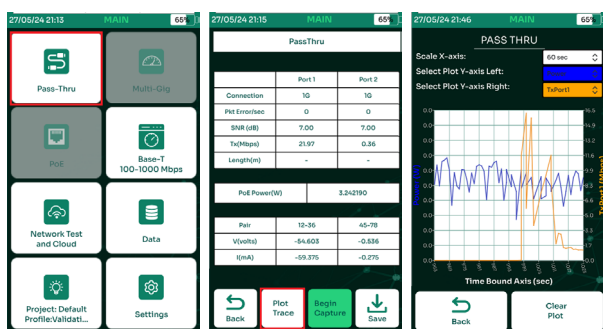 27/05/24 21:13 MAIN 65%
Pass-Thru
Multi-Gig
PoE
Base-T
100-1000 Mbps
Network Test
and Cloud
Data
Project: Default
Profile:Validati...
Settings
27/05/24 21:15 MAIN 65%
PassThru
Port 1 Port 2
Connection 1G 1G
Pkt Error/sec 0 0
SNR (dB) 7.00 7.00
Tx(Mbps) 21.97 0.36
Length(m) - -
PoE Power(W) 3.242190
Pair 12-36 45-78
V(volts) -54.603 -0.536
I(mA) -59.375 -0.275
Back
Plot
Trace
Begin
Capture
Save
27/05/24 21:46 MAIN 65%
PASS THRU
Scale X-axis: 60 sec
Select Plot Y-axis Left:
Select Plot Y-axis Right: TxPort1
Time Bound Axis (sec)
Back
Clear
Plot